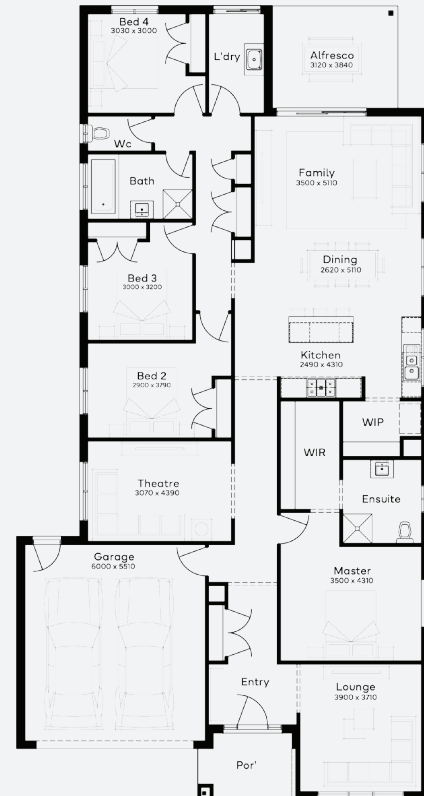 Bed 4
3030 x 3000
L'dry
Alfresco
3120 x 3840
Wc
Bath
Family
3500 x 5110
Dining
2620 x 5110
Bed 3
3000 x 3200
Kitchen
2490 x 4310
Bed 2
2900 x 3790
WIP
WIR
Theatre
3070 x 4390
Ensuite
Garage
6000 x 5510
Master
3500 x 4310
Entry
Lounge
3900 x 3710
Por'